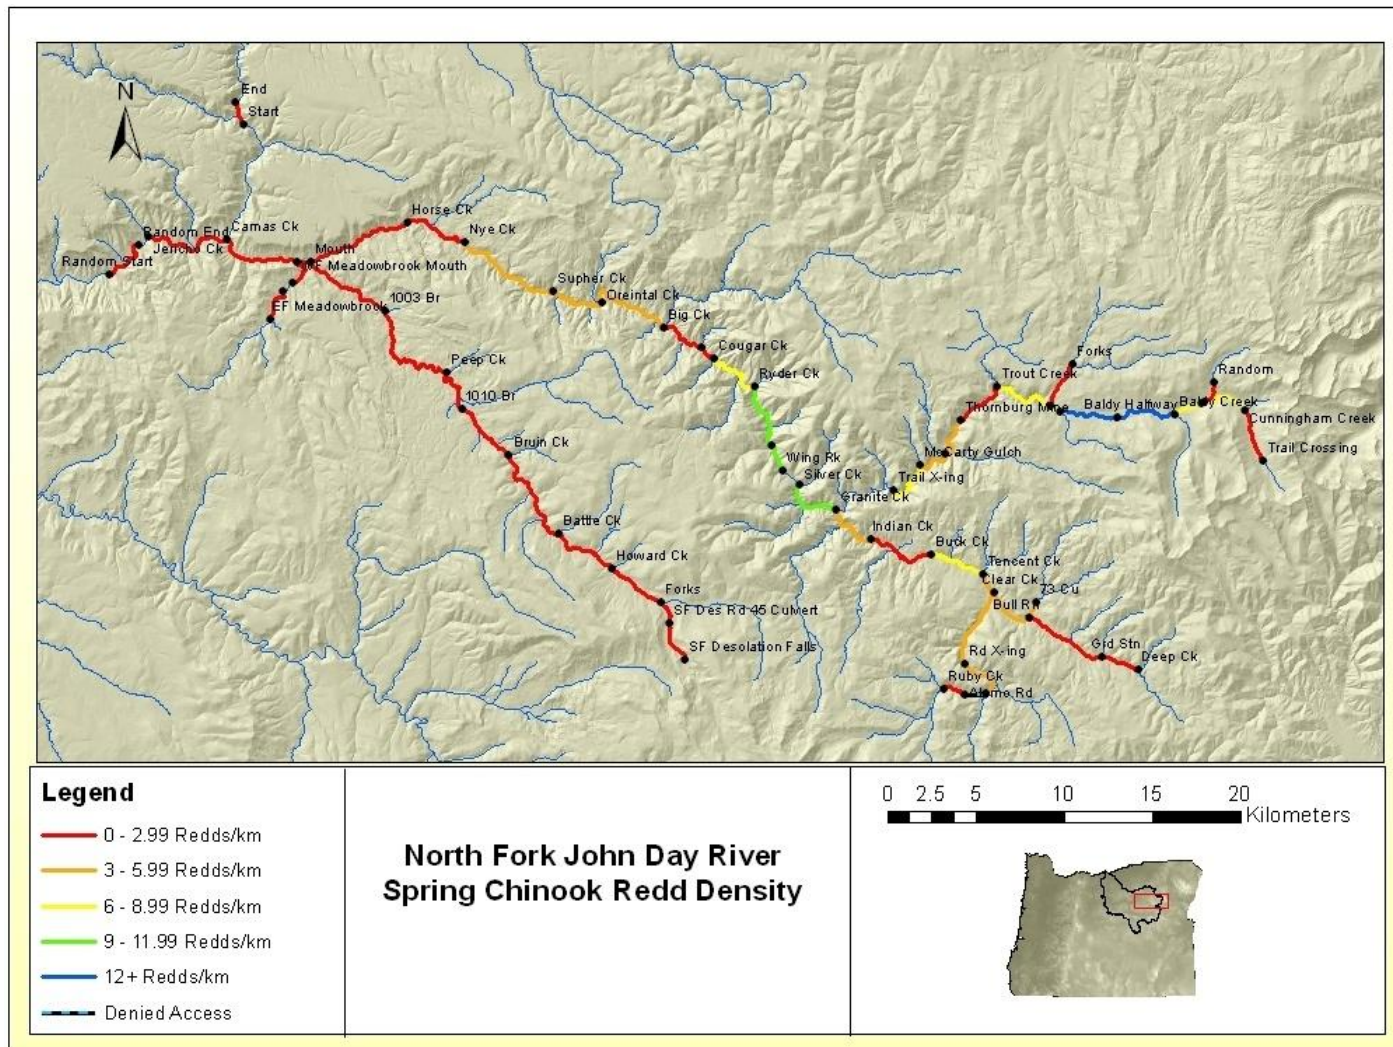 N
End
Start
Horse Ck
Nye Ck
Camas Ck
Random End
Jericho Ck
Random Start
Mouth
Meadowbrook Mouth
EF Meadowbrook
1003 Br
Supher Ck
Oreintal Ck
Big Ck
Cougar Ck
Ryder Ck
Peep Ck
1010 Br
Bruin Ck
Wing Rk
Silver Ck
Granite Ck
Trail X-ing
McCarty Gulch
Thornburg Mine
Trout Creek
Forks
Baldy Halfway
Baldy Creek
Random
Cunningham Creek
Trail Crossing
Battle Ck
Howard Ck
Forks
SF Des Rd 45 Culvert
SF Desolation Falls
Indian Ck
Buck Ck
Tencent Ck
Clear Ck
73 Cu
Bull Rn
Grd Stn
Deep Ck
Rd X-ing
Ruby Ck
Alamo Rd
Legend
0 - 2.99 Redds/km
3 - 5.99 Redds/km
6 - 8.99 Redds/km
9 - 11.99 Redds/km
12+ Redds/km
Denied Access
North Fork John Day River
Spring Chinook Redd Density
0 2.5 5 10 15 20
Kilometers